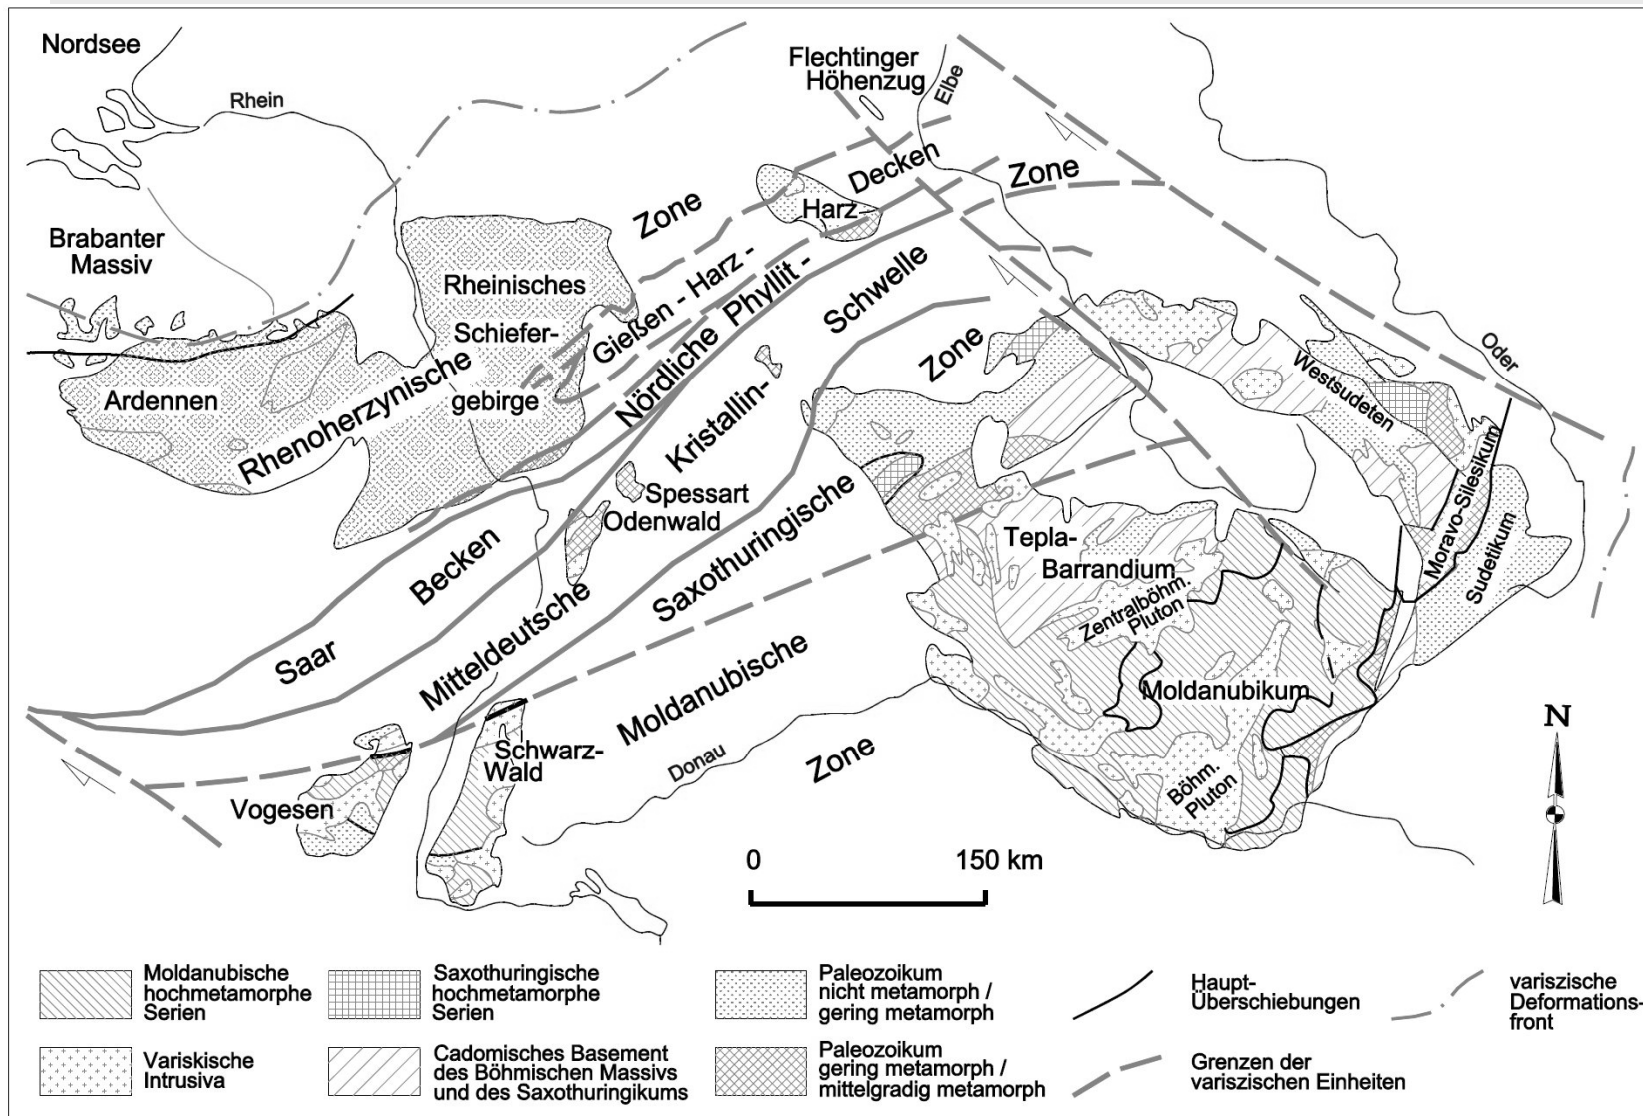 Nordsee
Rhein
Flechtinger
Höhenzug
Elbe
Brabanter
Massiv
Zone
Decken
Harz
Zone
Rheinisches
Schiefer-
gebirge
Gießen - Harz -
Nördliche Phyllit -
Schwelle
Zone
Ardennen
Rhenoherzynische
Kristallin-
Westsudeten
Oder
Spessart
Odenwald
Saxothuringische
Tepla-
Barrandium
Zentralböhm.
Pluton
Moravo-Silesikum
Sudetikum
Becken
Saar
Mitteldeutsche
Moldanubische
Zone
Moldanubikum
Böhm.
Pluton
Schwarz-
Wald
Vogesen
Donau
N
0 150 km
Moldanubische
hochmetamorphe
Serien
Saxothuringische
hochmetamorphe
Serien
Paleozoikum
nicht metamorph /
gering metamorph
Haupt-
Überschiebungen
variszische
Deformations-
front
Variskische
Intrusiva
Cadomisches Basement
des Böhmischen Massivs
und des Saxothuringikums
Paleozoikum
gering metamorph /
mittelgradig metamorph
Grenzen der
variszischen Einheiten